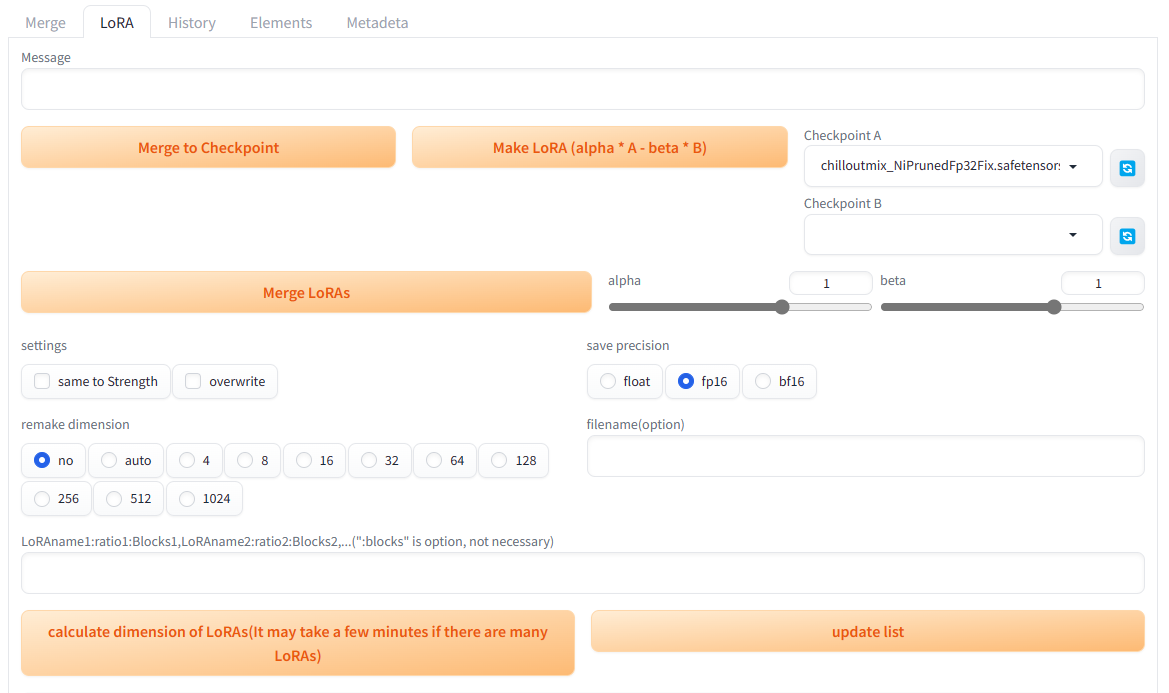 Merge LoRA History Elements Metadeta
Message
Merge to Checkpoint
Make LoRA (alpha * A - beta * B)
Checkpoint A
chilloutmix_NiPrunedFp32Fix.safetensors
Checkpoint B
Merge LoRAs
alpha 1
beta 1
settings
same to Strength overwrite
save precision
float fp16 bf16
remake dimension
no auto 4 8 16 32 64 128
256 512 1024
filename(option)
LoRAname1:ratio1:Blocks1,LoRAname2:ratio2:Blocks2,...(":blocks" is option, not necessary)
calculate dimension of LoRAs(It may take a few minutes if there are many
LoRAs)
update list